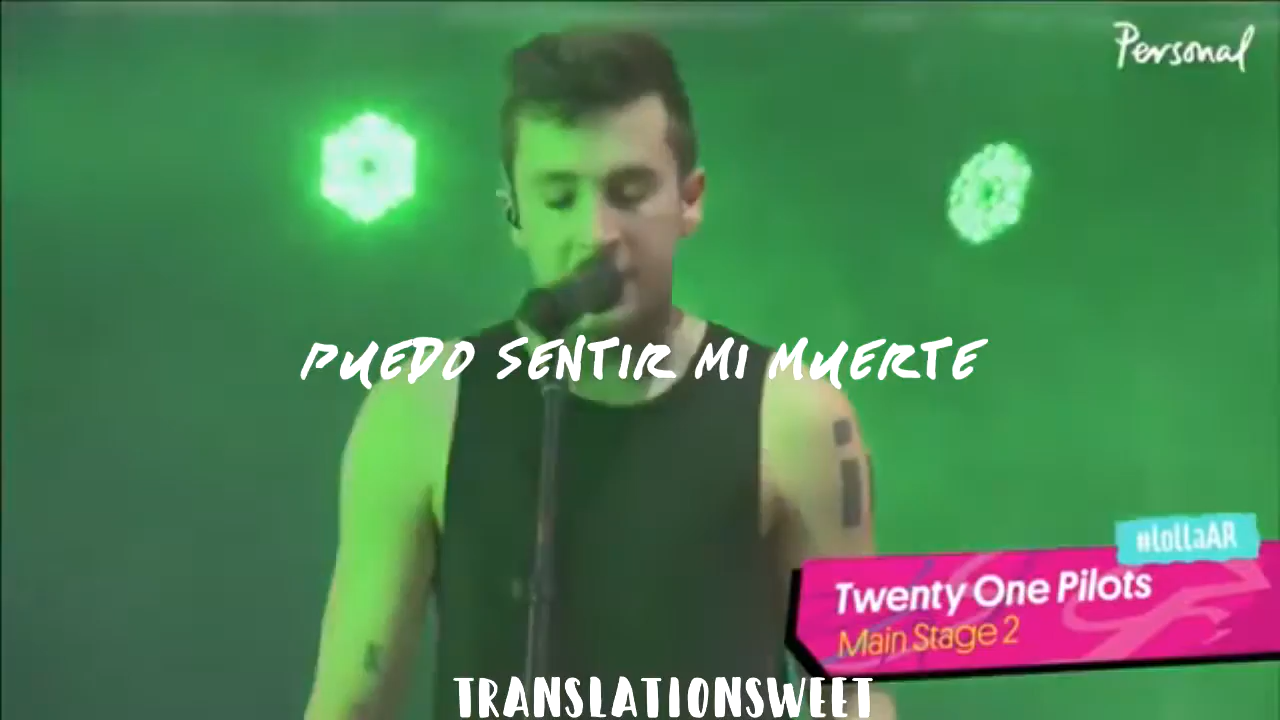 Personal
PUEDO SENTIR MI MUERTE
#LollaAR
Twenty One Pilots
Main Stage 2
TRANSLATIONSWEET